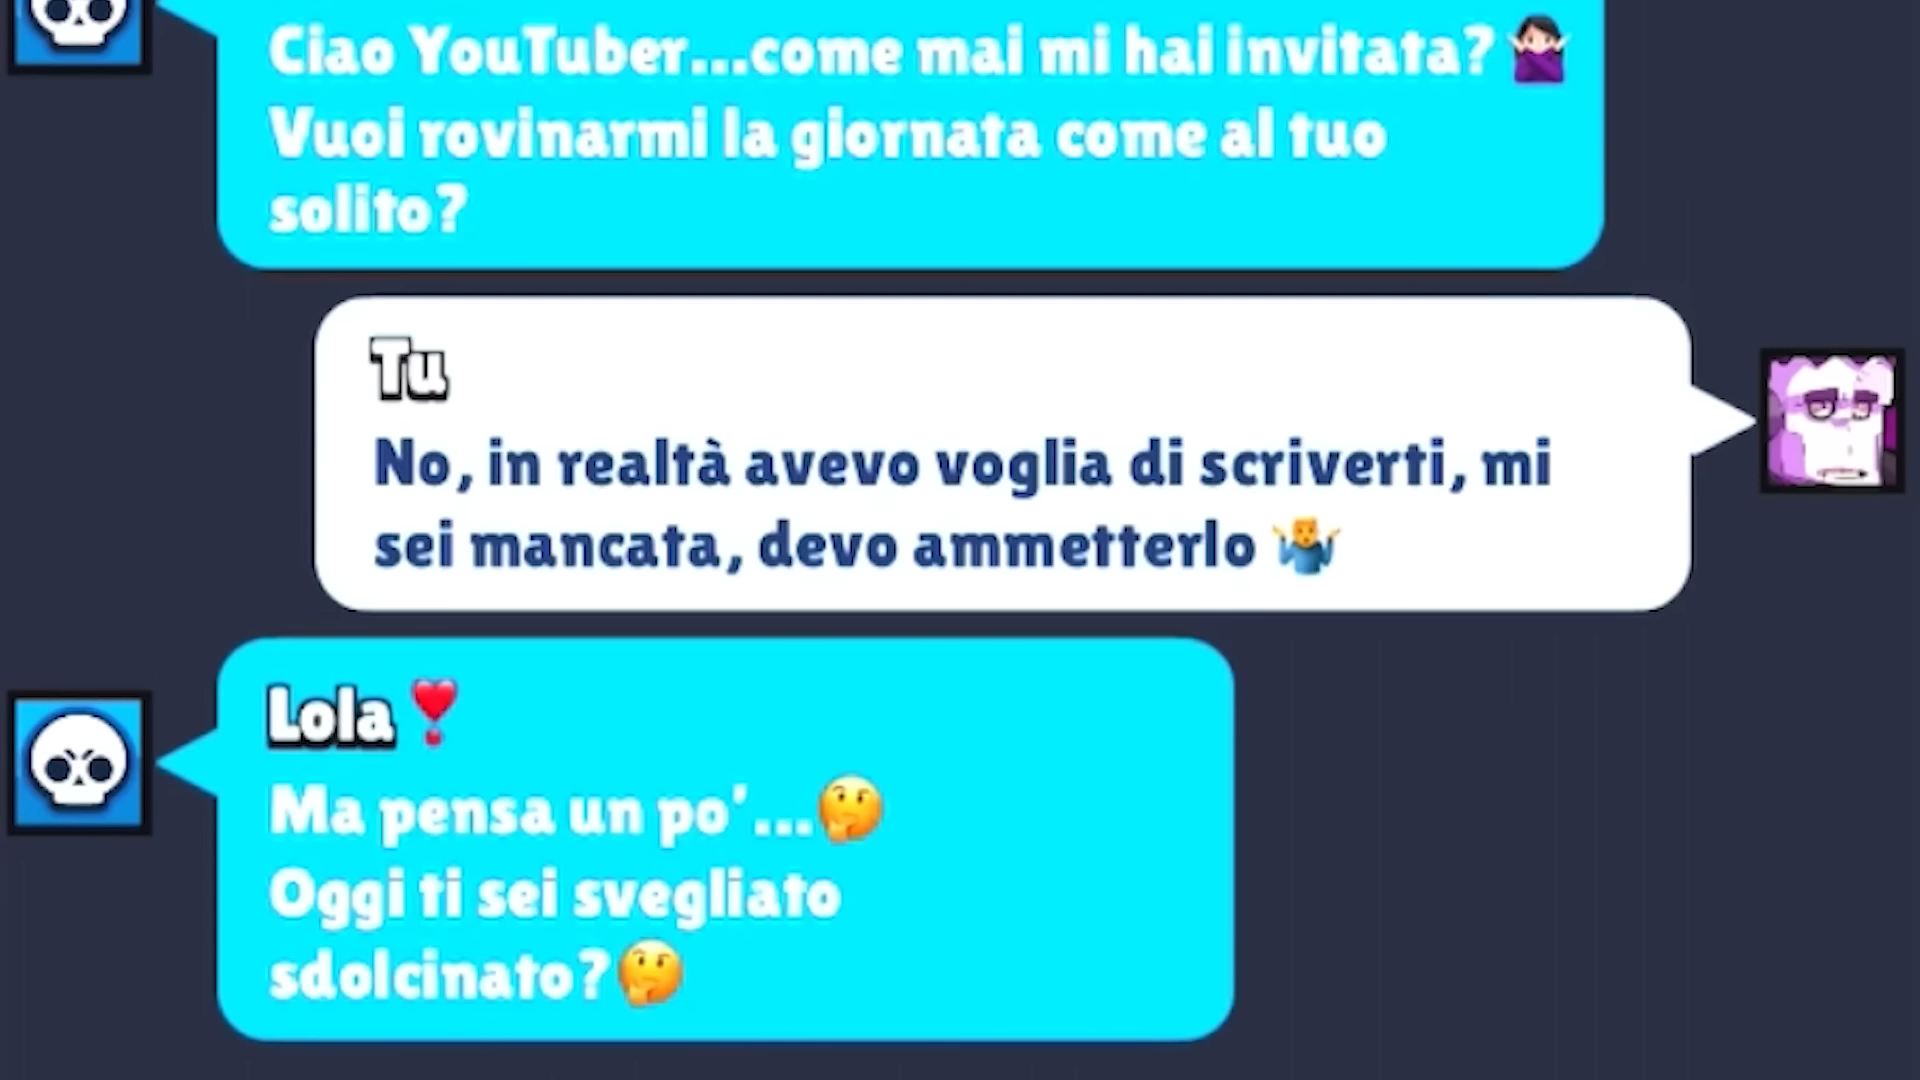 Ciao YouTuber...come mai mi hai invitata? 🙅🏻‍♀️
Vuoi rovinarmi la giornata come al tuo
solito?
Tu
No, in realtà avevo voglia di scriverti, mi
sei mancata, devo ammetterlo 🤷‍♂️
Lola❣️
Ma pensa un po'...🤔
Oggi ti sei svegliato
sdolcinato?🤔